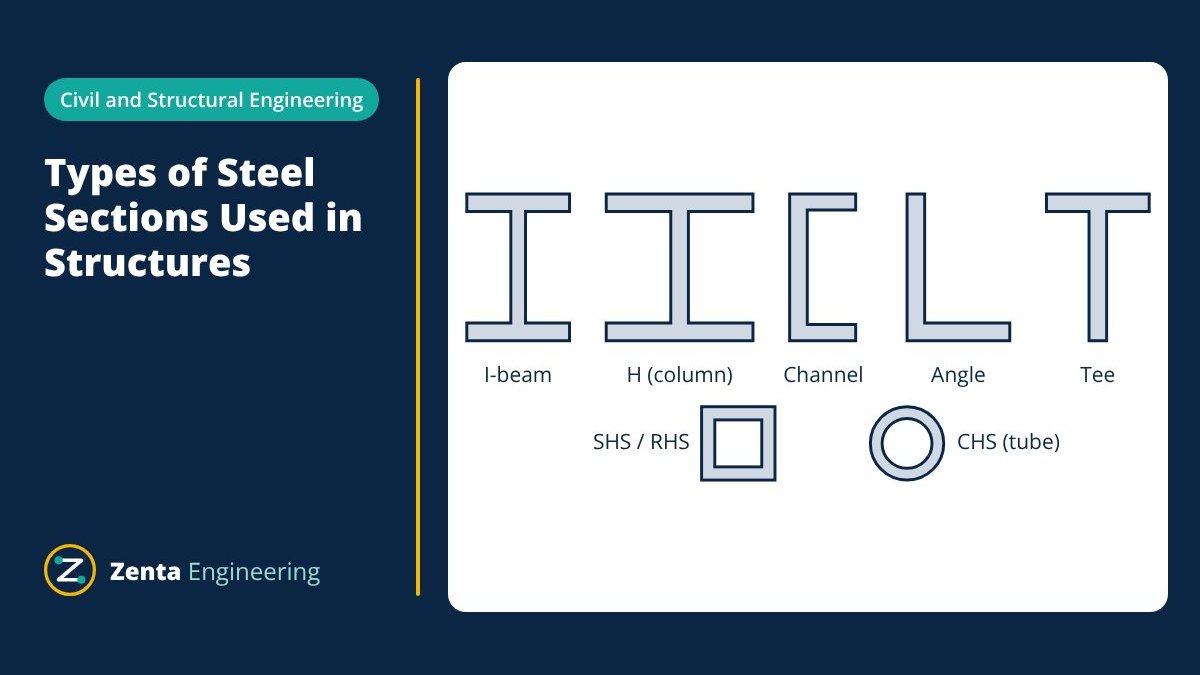 Civil and Structural Engineering
Types of Steel
Sections Used in
Structures
Zenta Engineering
I-beam
H (column)
Channel
Angle
Tee
SHS / RHS
CHS (tube)